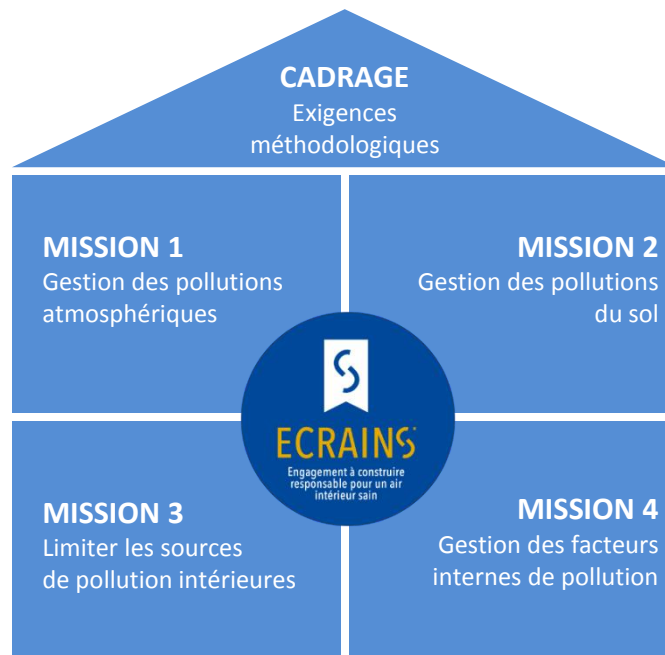 CADRAGE
Exigences
méthodologiques
MISSION 1
Gestion des pollutions
atmosphériques
MISSION 2
Gestion des pollutions
du sol
ECRAINS
Engagement à construire
responsable pour un air
intérieur sain
MISSION 3
Limiter les sources
de pollution intérieures
MISSION 4
Gestion des facteurs
internes de pollution